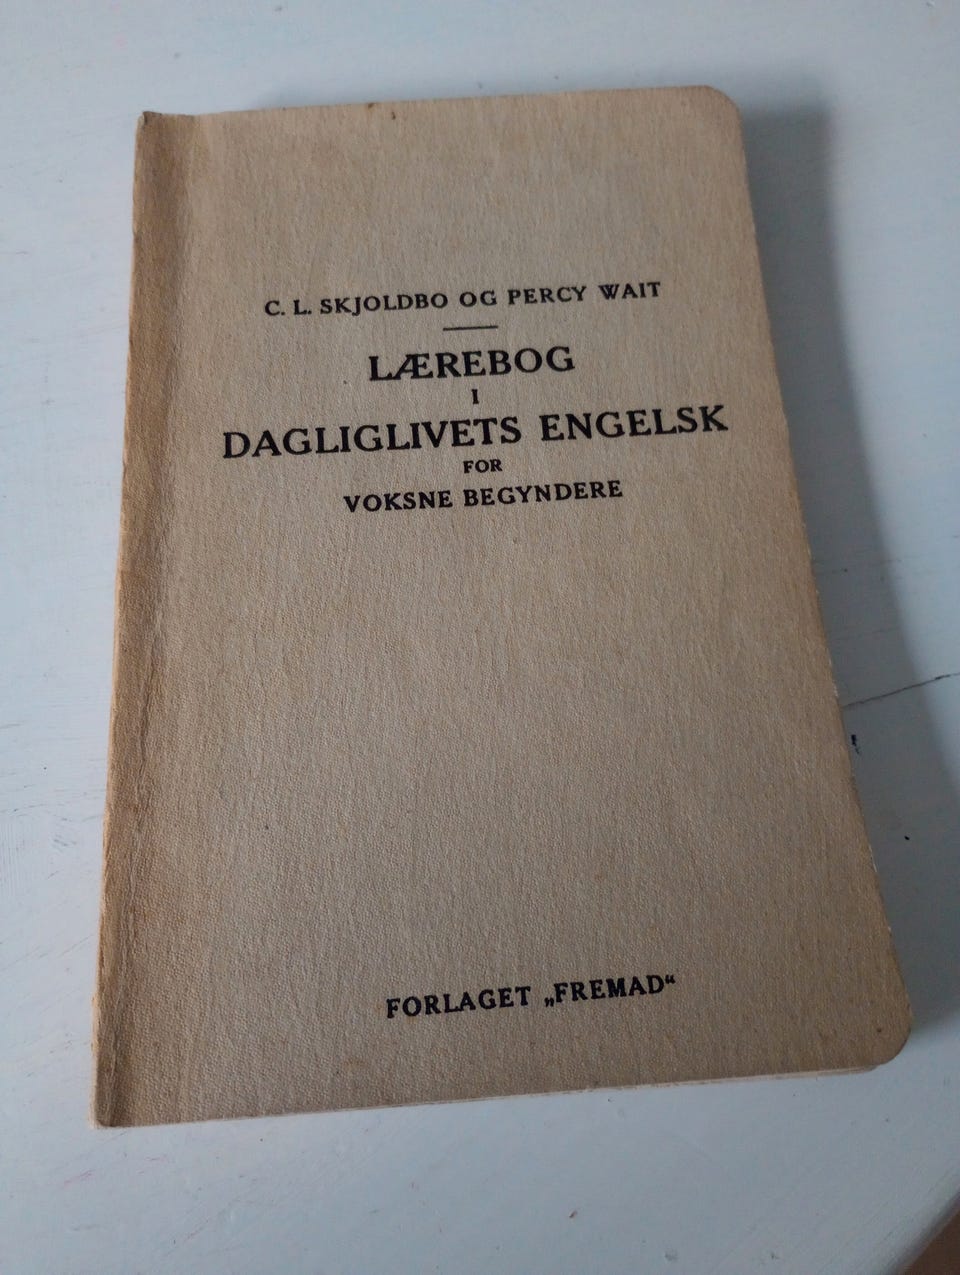 C. L. SKJOLDBO OG PERCY WAIT
LÆREBOG
I
DAGLIGLIVETS ENGELSK
FOR
VOKSNE BEGYNDERE
FORLAGET „FREMAD“